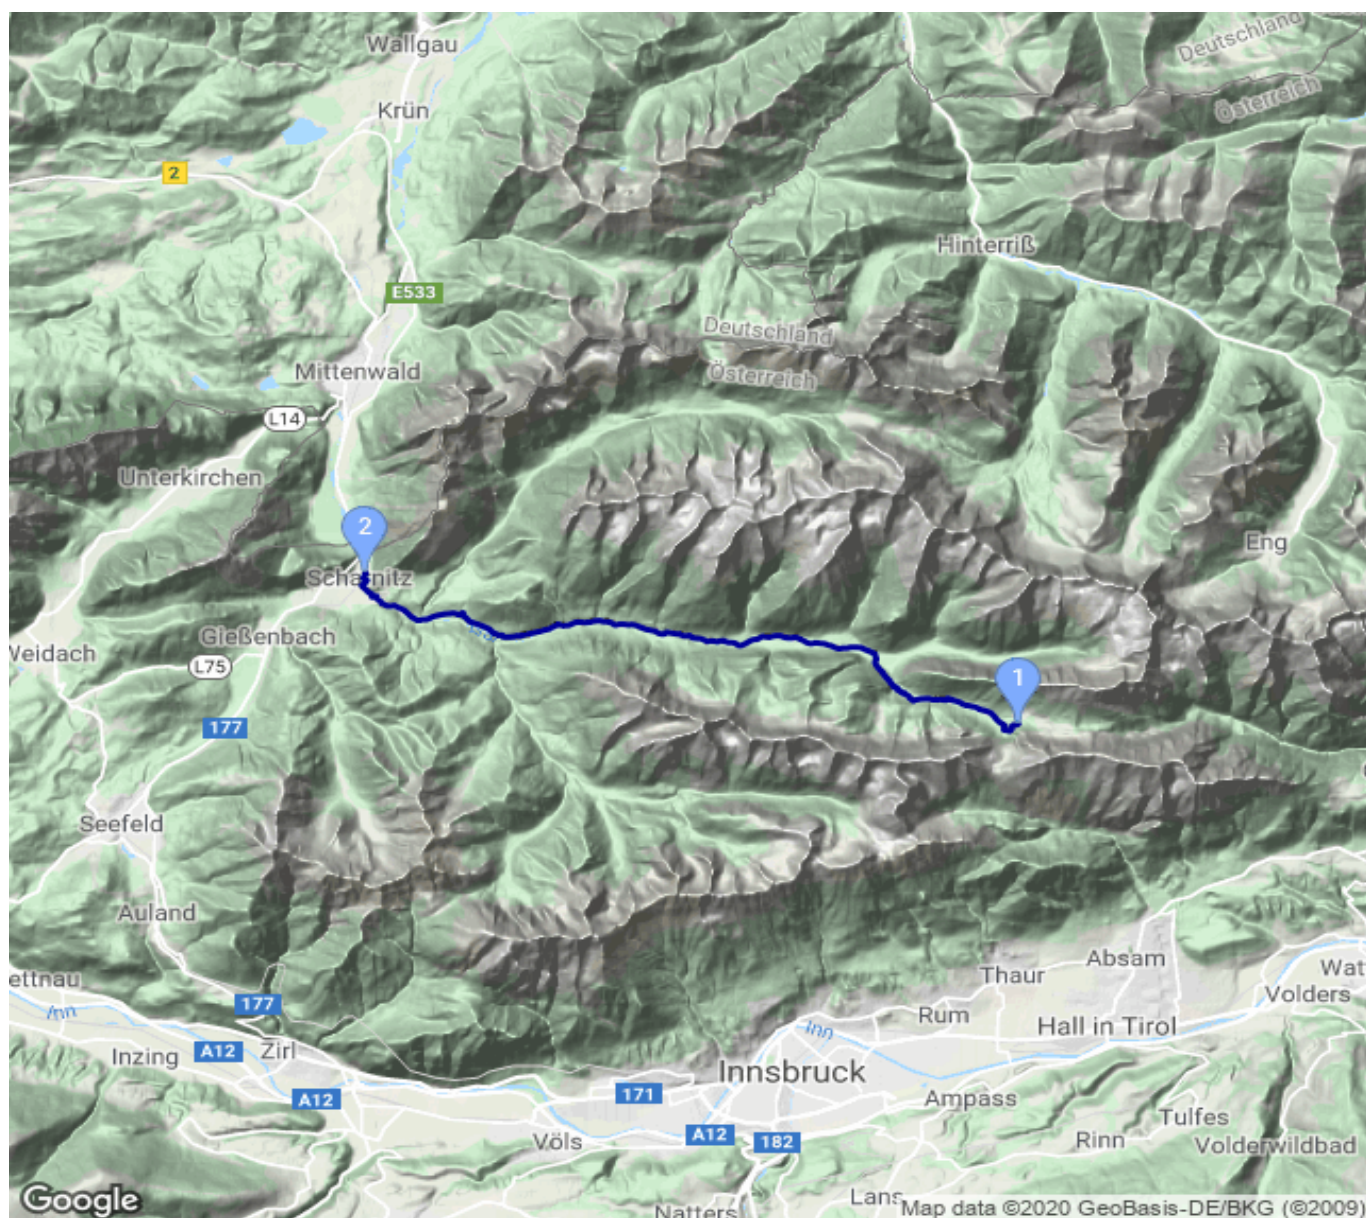 Wallgau
Deutschland
Österreich
Krün
2
Hinterriß
E533
Deutschland
Österreich
Mittenwald
L14
Unterkirchen
2
Eng
Gießenbach
Weidach
L75
1
177
Seefeld
Auland
Absam
Thaur
ettnau
Wat
177
Volders
Inn
Rum
Inn
Hall in Tirol
A12
Zirl
Inzing
Innsbruck
171
A12
Ampass
Tulfes
A12
182
Völs
Rinn
Volderwildbad
Lans
Natters
Google
Map data ©2020 GeoBasis-DE/BKG (©2009)